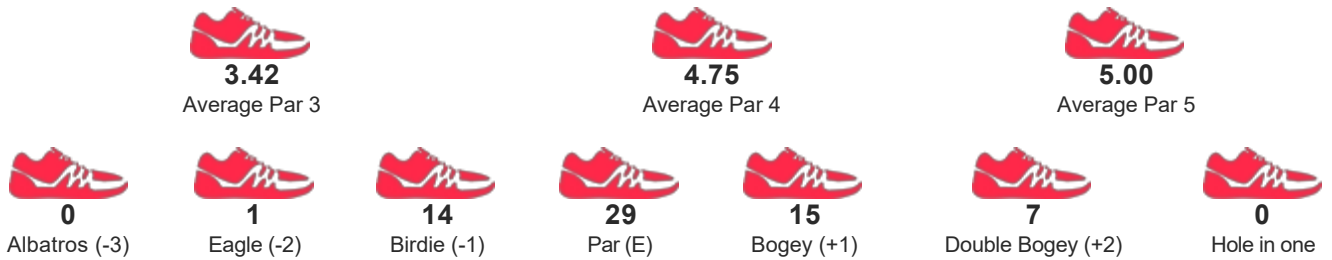 3.42 4.75 5.00
Average Par 3 Average Par 4 Average Par 5
0 1 14 29 15 7 0
Albatros (-3) Eagle (-2) Birdie (-1) Par (E) Bogey (+1) Double Bogey (+2) Hole in one